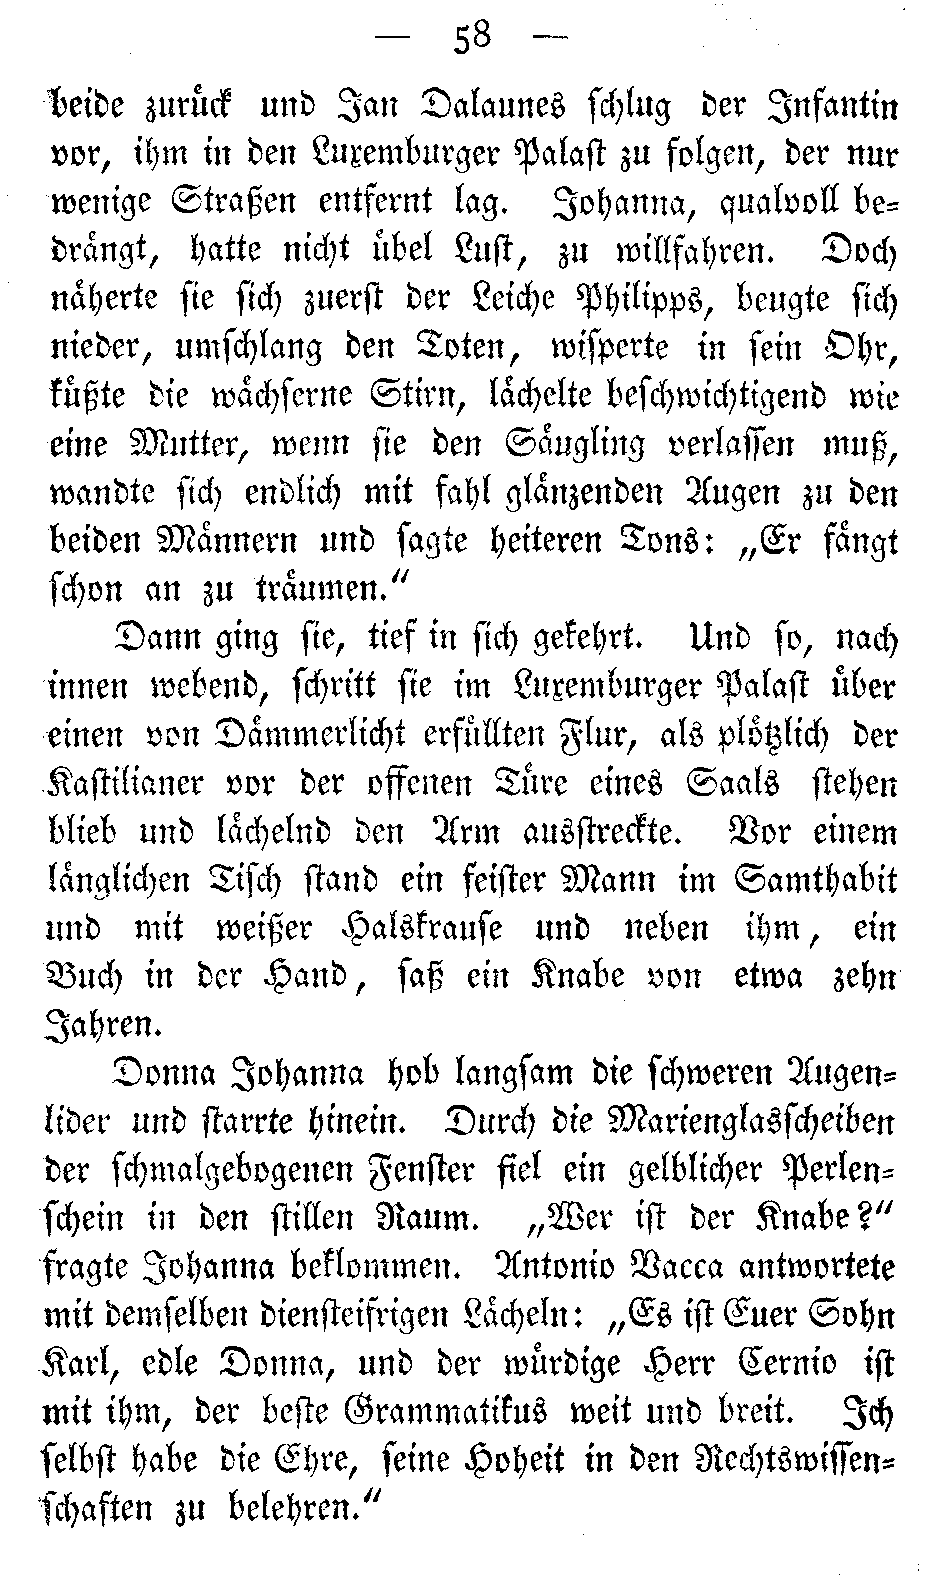 — 58 —
beide zurück und Jan Dalaunes schlug der Infantin
vor, ihm in den Luxemburger Palast zu folgen, der nur
wenige Straßen entfernt lag. Johanna, qualvoll be-
drängt, hatte nicht übel Lust, zu willfahren. Doch
näherte sie sich zuerst der Leiche Philipps, beugte sich
nieder, umschlang den Toten, wisperte in sein Ohr,
küßte die wächserne Stirn, lächelte beschwichtigend wie
eine Mutter, wenn sie den Säugling verlassen muß,
wandte sich endlich mit fahl glänzenden Augen zu den
beiden Männern und sagte heiteren Tons: „Er fängt
schon an zu träumen.“
Dann ging sie, tief in sich gekehrt. Und so, nach
innen webend, schritt sie im Luxemburger Palast über
einen von Dämmerlicht erfüllten Flur, als plötzlich der
Kastilianer vor der offenen Türe eines Saals stehen
blieb und lächelnd den Arm ausstreckte. Vor einem
länglichen Tisch stand ein feister Mann im Samthabit
und mit weißer Halskrause und neben ihm, ein
Buch in der Hand, saß ein Knabe von etwa zehn
Jahren.
Donna Johanna hob langsam die schweren Augen-
lider und starrte hinein. Durch die Marienglasscheiben
der schmalgebogenen Fenster fiel ein gelblicher Perlen-
schein in den stillen Raum. „Wer ist der Knabe?“
fragte Johanna beklommen. Antonio Vacca antwortete
mit demselben diensteifrigen Lächeln: „Es ist Euer Sohn
Karl, edle Donna, und der würdige Herr Cernio ist
mit ihm, der beste Grammatikus weit und breit. Ich
selbst habe die Ehre, seine Hoheit in den Rechtswissen-
schaften zu belehren.“